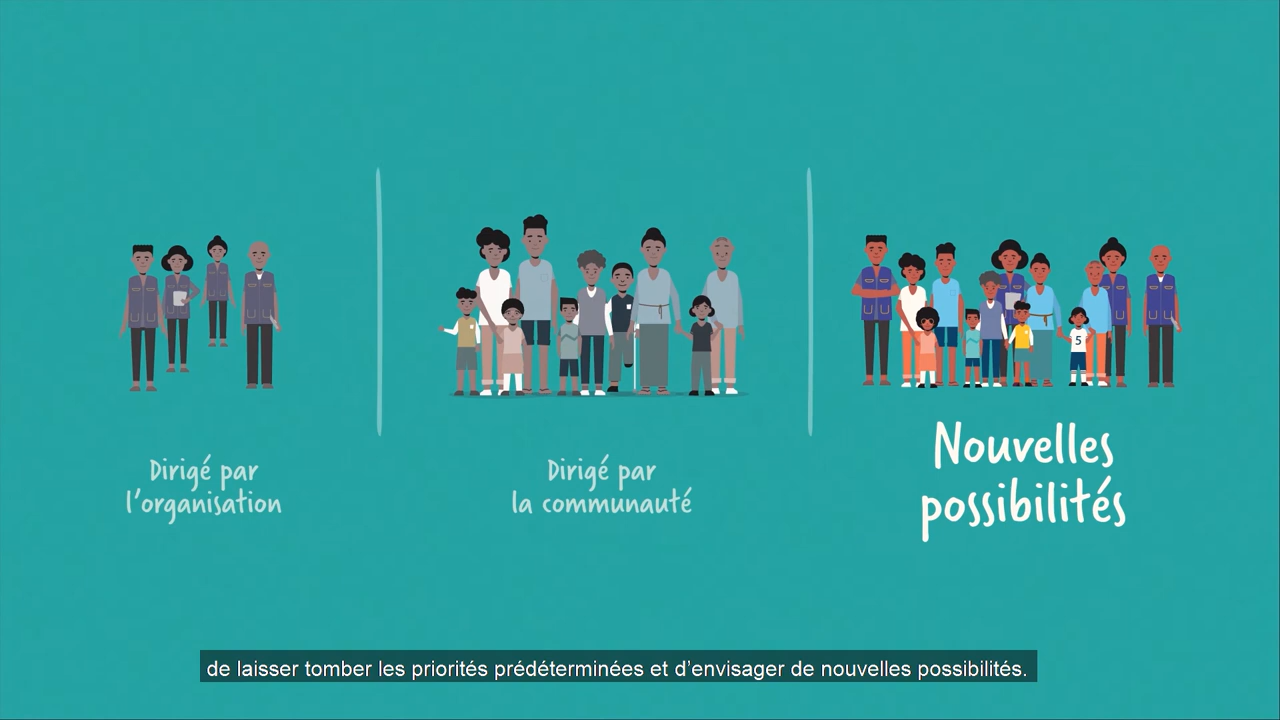 Dirigé par
l'organisation
Dirigé par
la communauté
5
Nouvelles
possibilités
de laisser tomber les priorités prédéterminées et d’envisager de nouvelles possibilités.